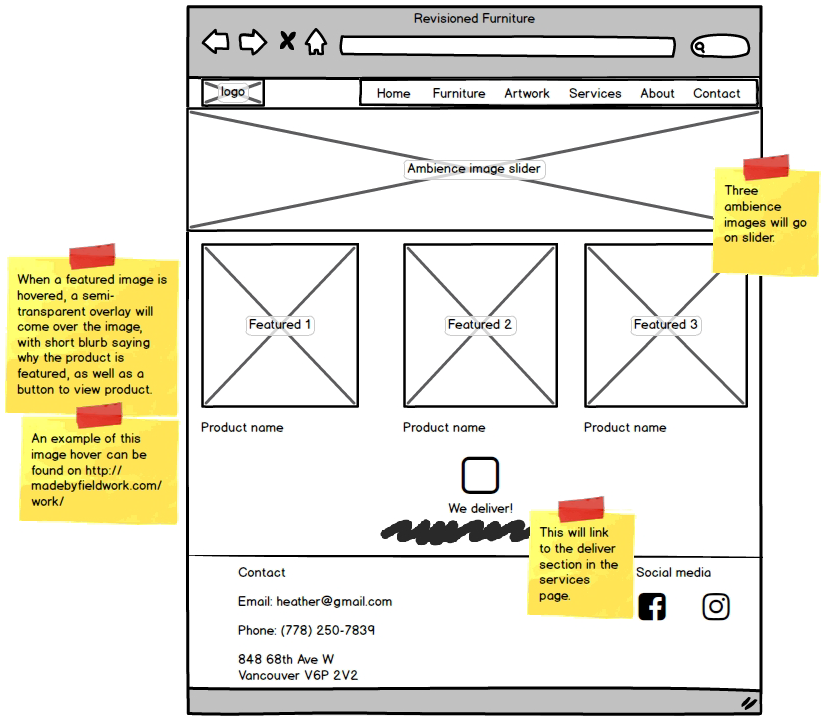 Revisioned Furniture
logo
Home Furniture Artwork Services About Contact
Ambience image slider
Three
ambience
images will go
on slider.
When a featured image is
hovered, a semi-
transparent overlay will
come over the image,
with short blurb saying
why the product is
featured, as well as a
button to view product.
An example of this
image hover can be
found on http://
madebyfieldwork.com/
work/
Featured 1
Featured 2
Featured 3
Product name
Product name
Product name
We deliver!
This will link
to the deliver
section in the
services
page.
Contact
Email: heather@gmail.com
Phone: (778) 250-7839
848 68th Ave W
Vancouver V6P 2V2
Social media